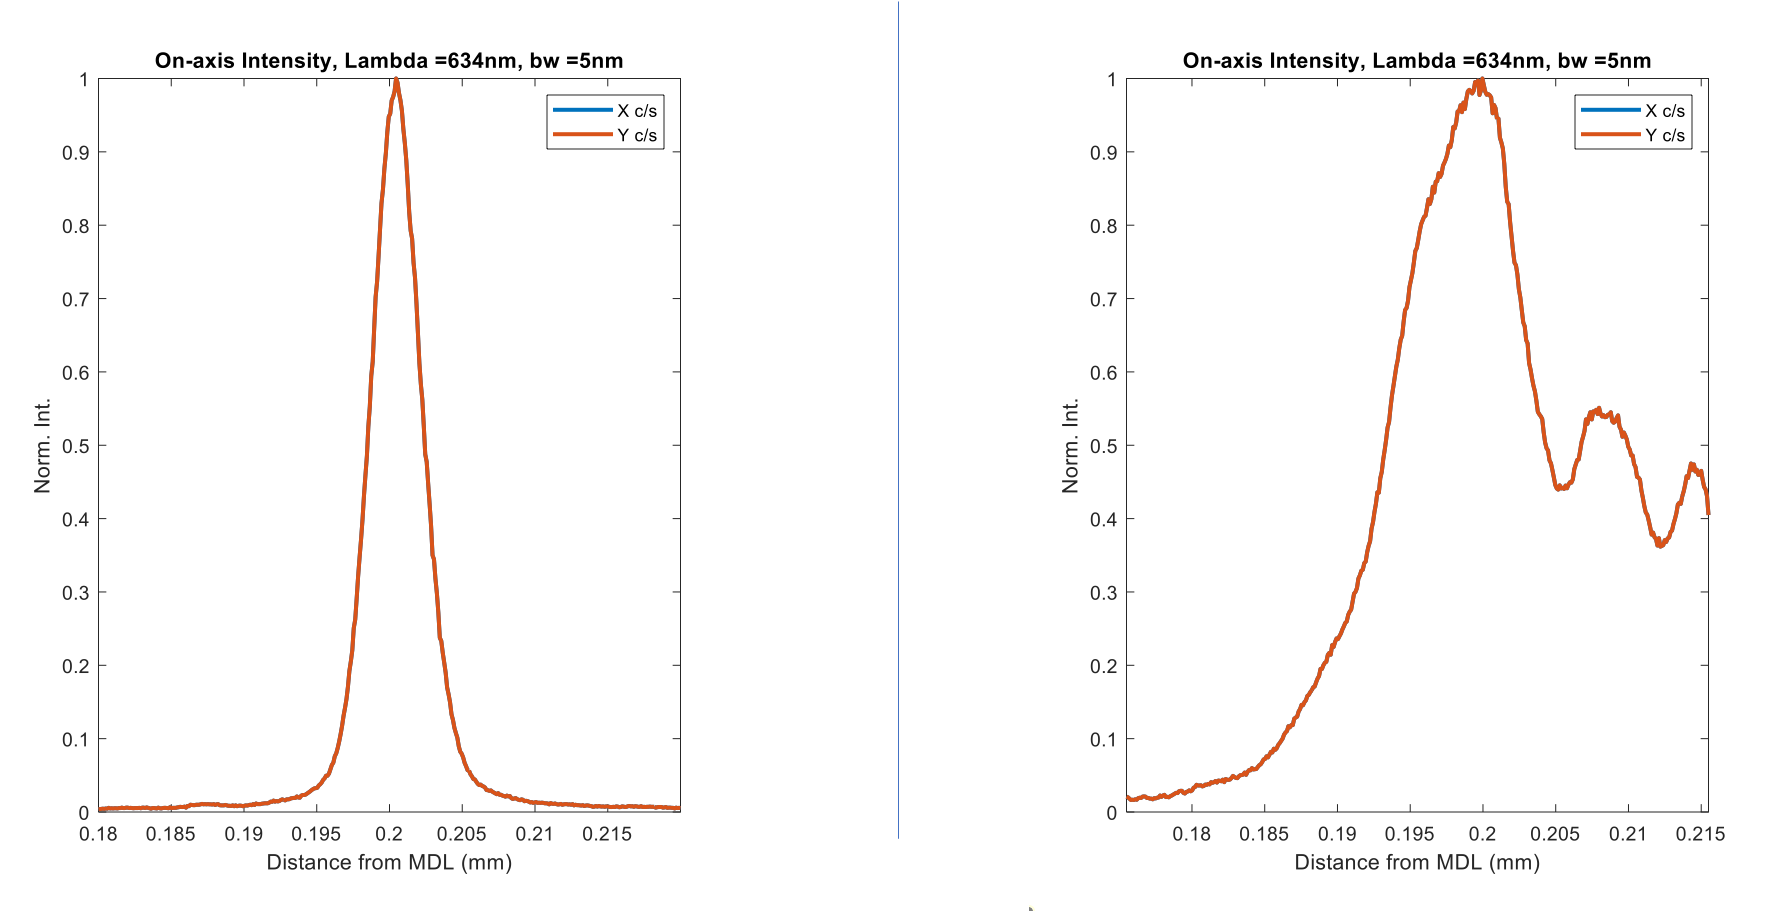 On-axis Intensity, Lambda =634nm, bw =5nm
X c/s
Y c/s
1
0.9
0.8
0.7
0.6
0.5
0.4
0.3
0.2
0.1
0
Norm. Int.
0.18 0.185 0.19 0.195 0.2 0.205 0.21 0.215
Distance from MDL (mm)
On-axis Intensity, Lambda =634nm, bw =5nm
X c/s
Y c/s
1
0.9
0.8
0.7
0.6
0.5
0.4
0.3
0.2
0.1
0
Norm. Int.
0.18 0.185 0.19 0.195 0.2 0.205 0.21 0.215
Distance from MDL (mm)